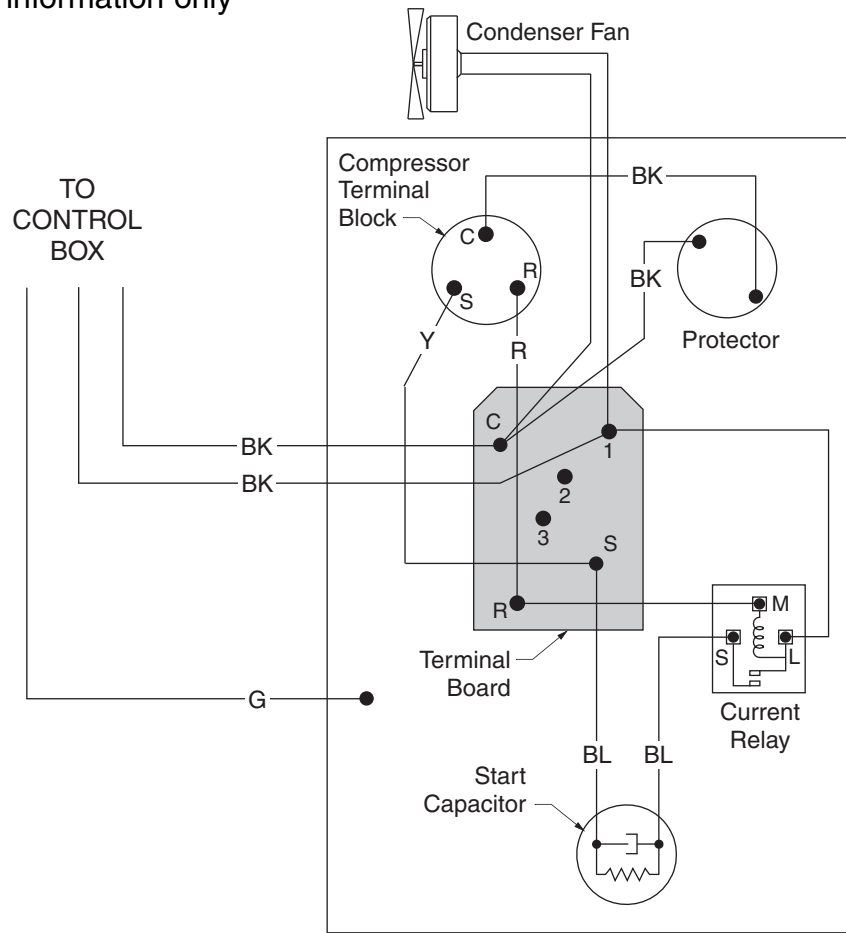 information only
Condenser Fan
Compressor
Terminal
Block
BK
TO
CONTROL
BOX
C
R
S
BK
Protector
Y
R
C
1
BK
BK
2
3
S
R
M
S
L
Terminal
Board
G
Current
Relay
BL
BL
Start
Capacitor